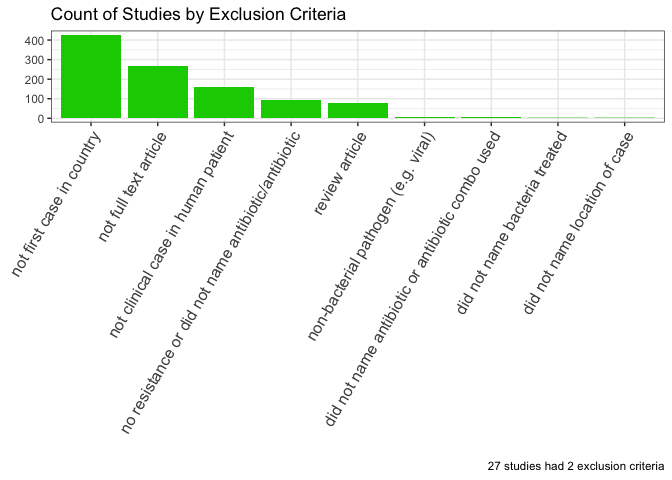 Count of Studies by Exclusion Criteria
400
300
200
100
0
not first case in country
not full text article
not clinical case in human patient
no resistance or did not name antibiotic/antibiotic
review article
non-bacterial pathogen (e.g. viral)
did not name antibiotic or antibiotic combo used
did not name bacteria treated
did not name location of case
27 studies had 2 exclusion criteria